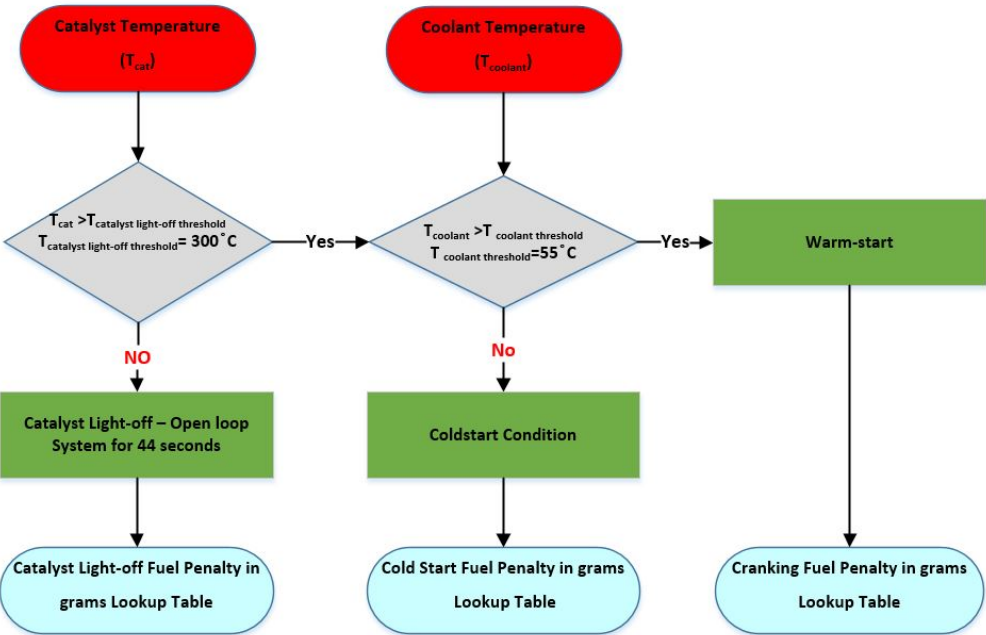 Catalyst Temperature
(Tcat)
Coolant Temperature
(Tcoolant)
Tcat >Tcatalyst light-off threshold
Tcatalyst light-off threshold= 300˚C
Yes
Tcoolant >T coolant threshold
T coolant threshold=55˚C
Yes
Warm-start
NO
No
Catalyst Light-off – Open loop
System for 44 seconds
Coldstart Condition
Catalyst Light-off Fuel Penalty in
grams Lookup Table
Cold Start Fuel Penalty in grams
Lookup Table
Cranking Fuel Penalty in grams
Lookup Table